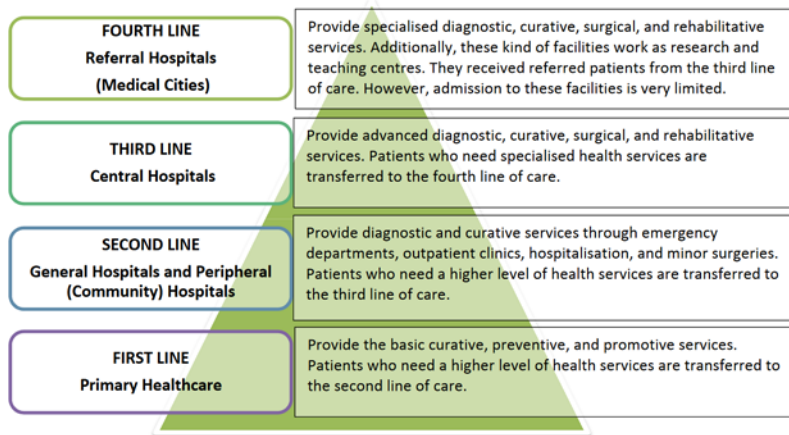 FOURTH LINE
Referral Hospitals
(Medical Cities)
Provide specialised diagnostic, curative, surgical, and rehabilitative
services. Additionally, these kind of facilities work as research and
teaching centres. They received referred patients from the third line
of care. However, admission to these facilities is very limited.
THIRD LINE
Central Hospitals
Provide advanced diagnostic, curative, surgical, and rehabilitative
services. Patients who need specialised health services are
transferred to the fourth line of care.
SECOND LINE
General Hospitals and Peripheral
(Community) Hospitals
Provide diagnostic and curative services through emergency
departments, outpatient clinics, hospitalisation, and minor surgeries.
Patients who need a higher level of health services are transferred to
the third line of care.
FIRST LINE
Primary Healthcare
Provide the basic curative, preventive, and promotive services.
Patients who need a higher level of health services are transferred to
the second line of care.